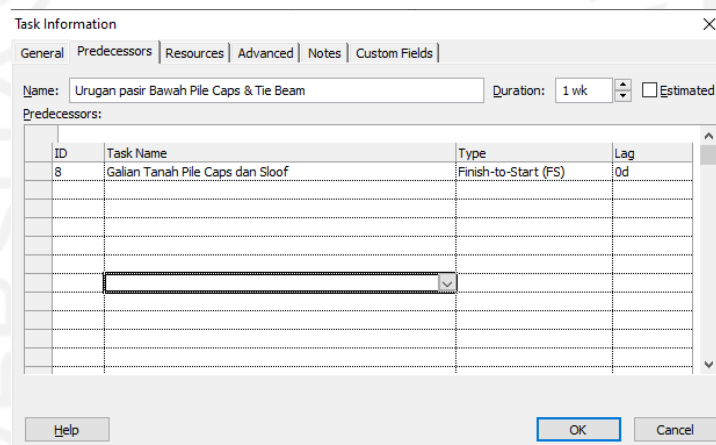 Task Information
General Predecessors Resources Advanced Notes Custom Fields
Name: Urugan pasir Bawah Pile Caps & Tie Beam Duration: 1 wk Estimated
Predecessors:
ID Task Name Type Lag
8 Galian Tanah Pile Caps dan Sloof Finish-to-Start (FS) 0d
Help OK Cancel